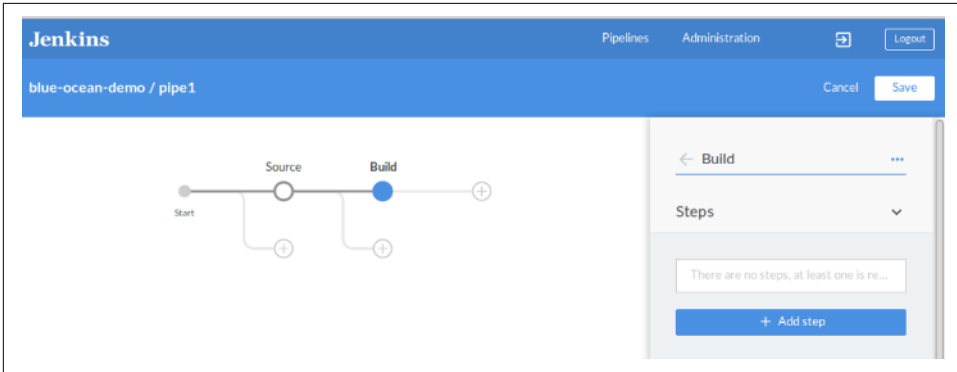 Jenkins Pipelines Administration Logout
blue-ocean-demo / pipe1 Cancel Save
Source Build
Start
Build
Steps
There are no steps, at least one is re...
+ Add step